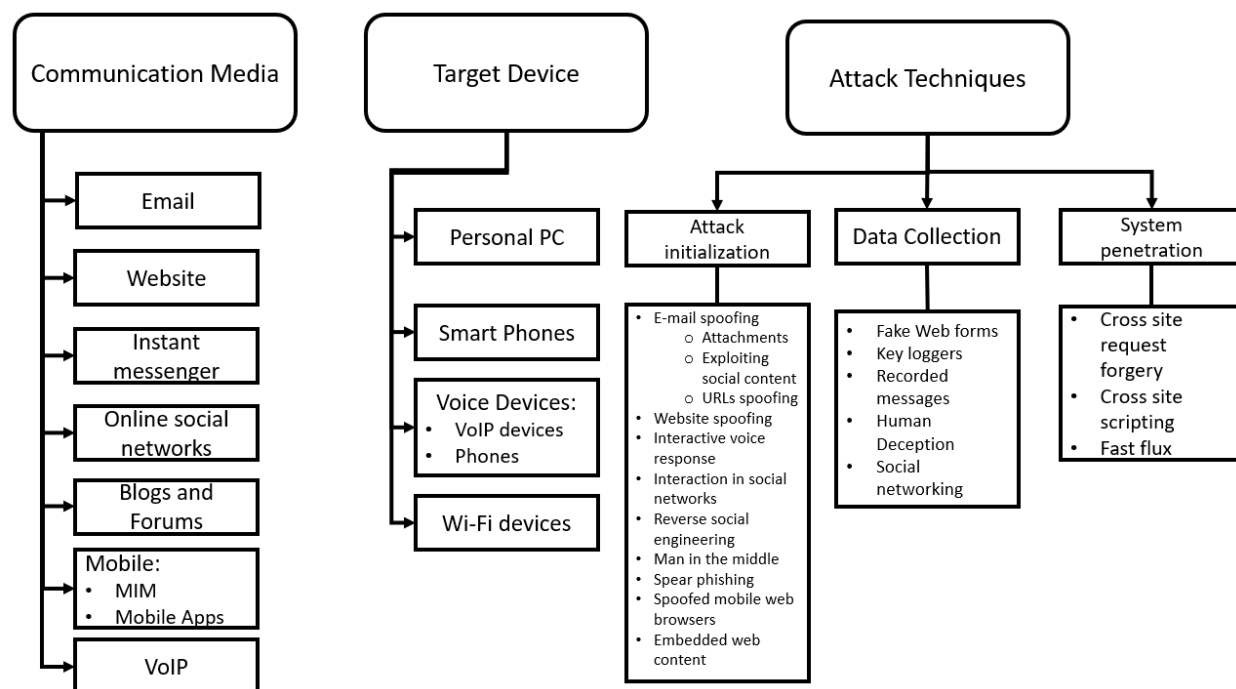 Communication Media
Email
Website
Instant
messenger
Online social
networks
Blogs and
Forums
Mobile:
• MIM
• Mobile Apps
VoIP
Target Device
Personal PC
Smart Phones
Voice Devices:
• VoIP devices
• Phones
Wi-Fi devices
Attack Techniques
Attack
initialization
• E-mail spoofing
o Attachments
o Exploiting
social content
o URLs spoofing
• Website spoofing
• Interactive voice
response
• Interaction in social
networks
• Reverse social
engineering
• Man in the middle
• Spear phishing
• Spoofed mobile web
browsers
• Embedded web
content
Data Collection
• Fake Web forms
• Key loggers
• Recorded
messages
• Human
Deception
• Social
networking
System
penetration
• Cross site
request
forgery
• Cross site
scripting
• Fast flux